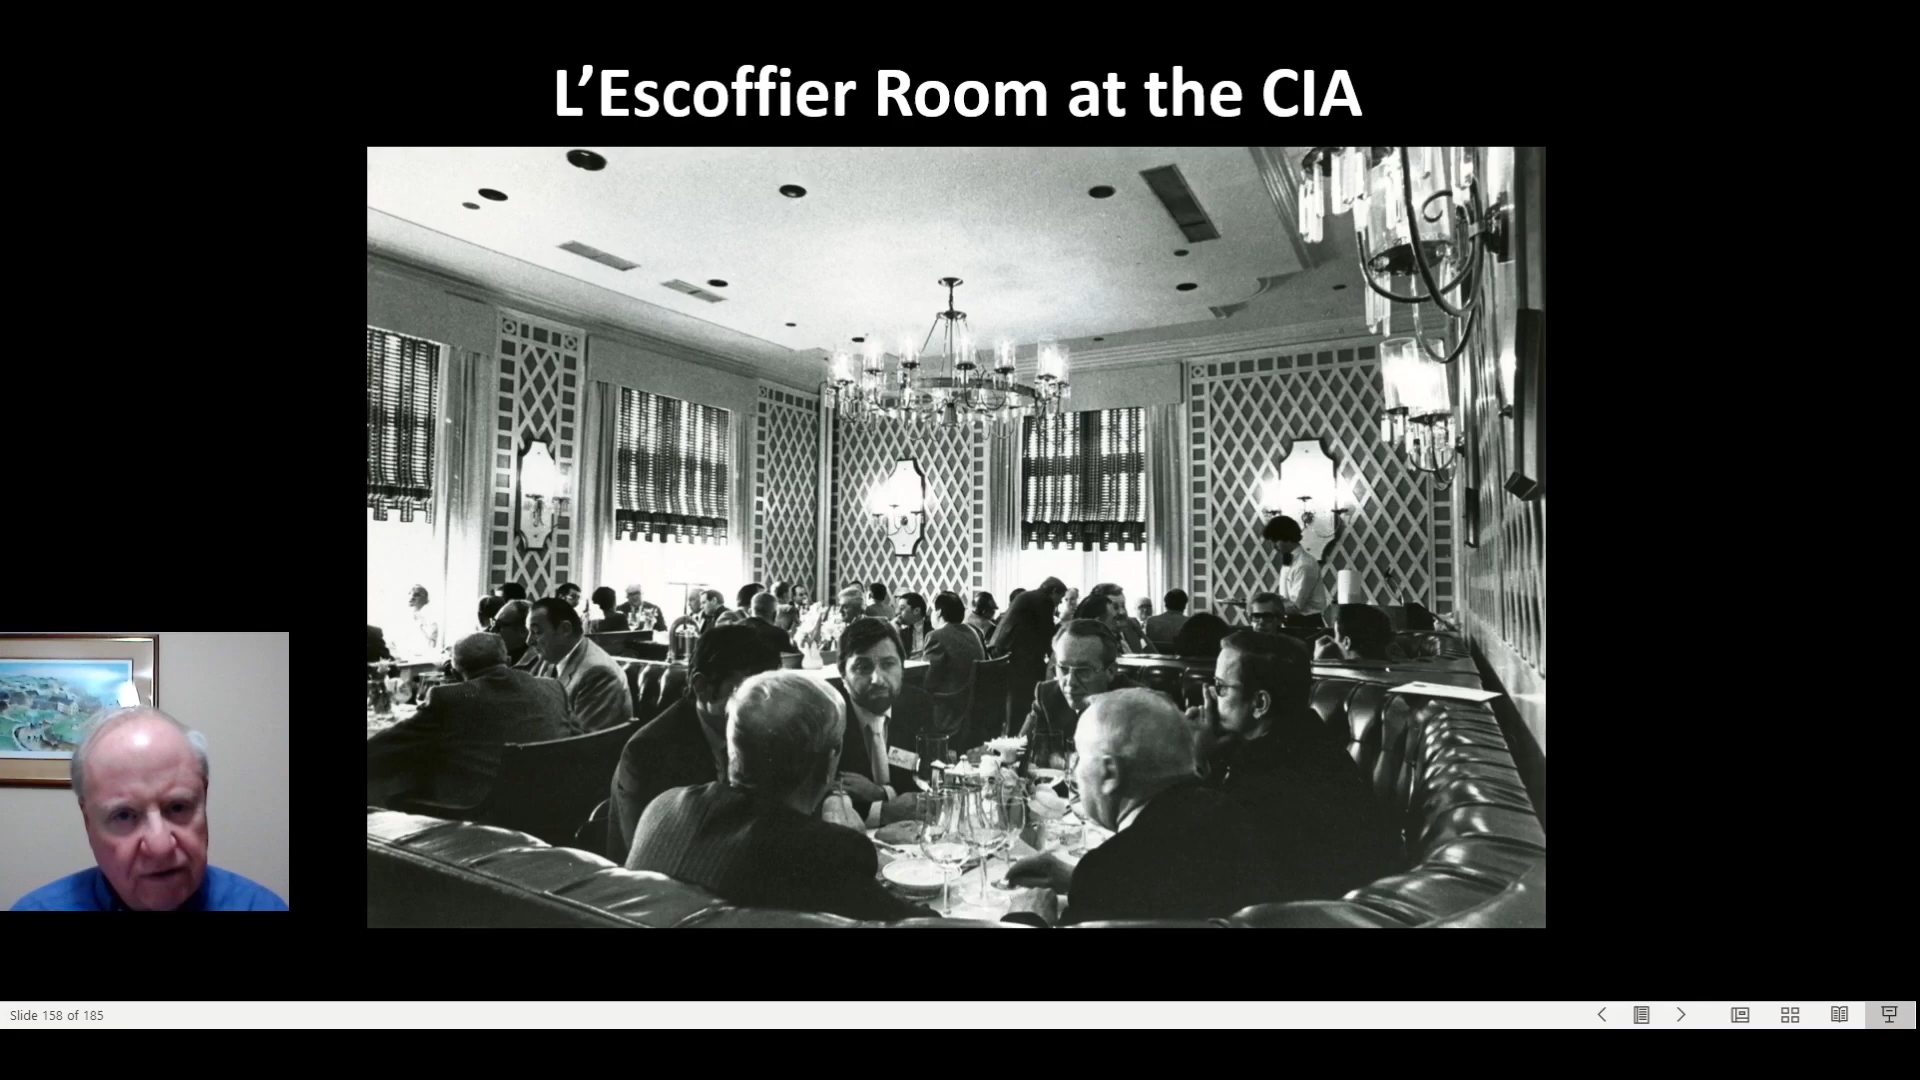 L’Escoffier Room at the CIA
Slide 158 of 185